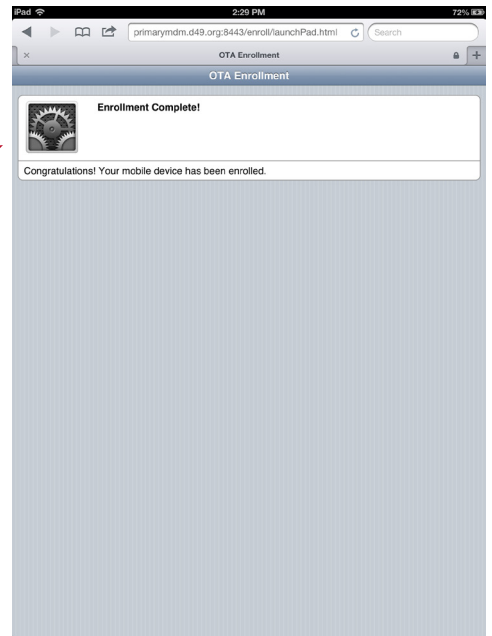 iPad 2:29 PM 72%
primarymdm.d49.org:8443/enroll/launchPad.html Search
OTA Enrollment
OTA Enrollment
Enrollment Complete!
Congratulations! Your mobile device has been enrolled.